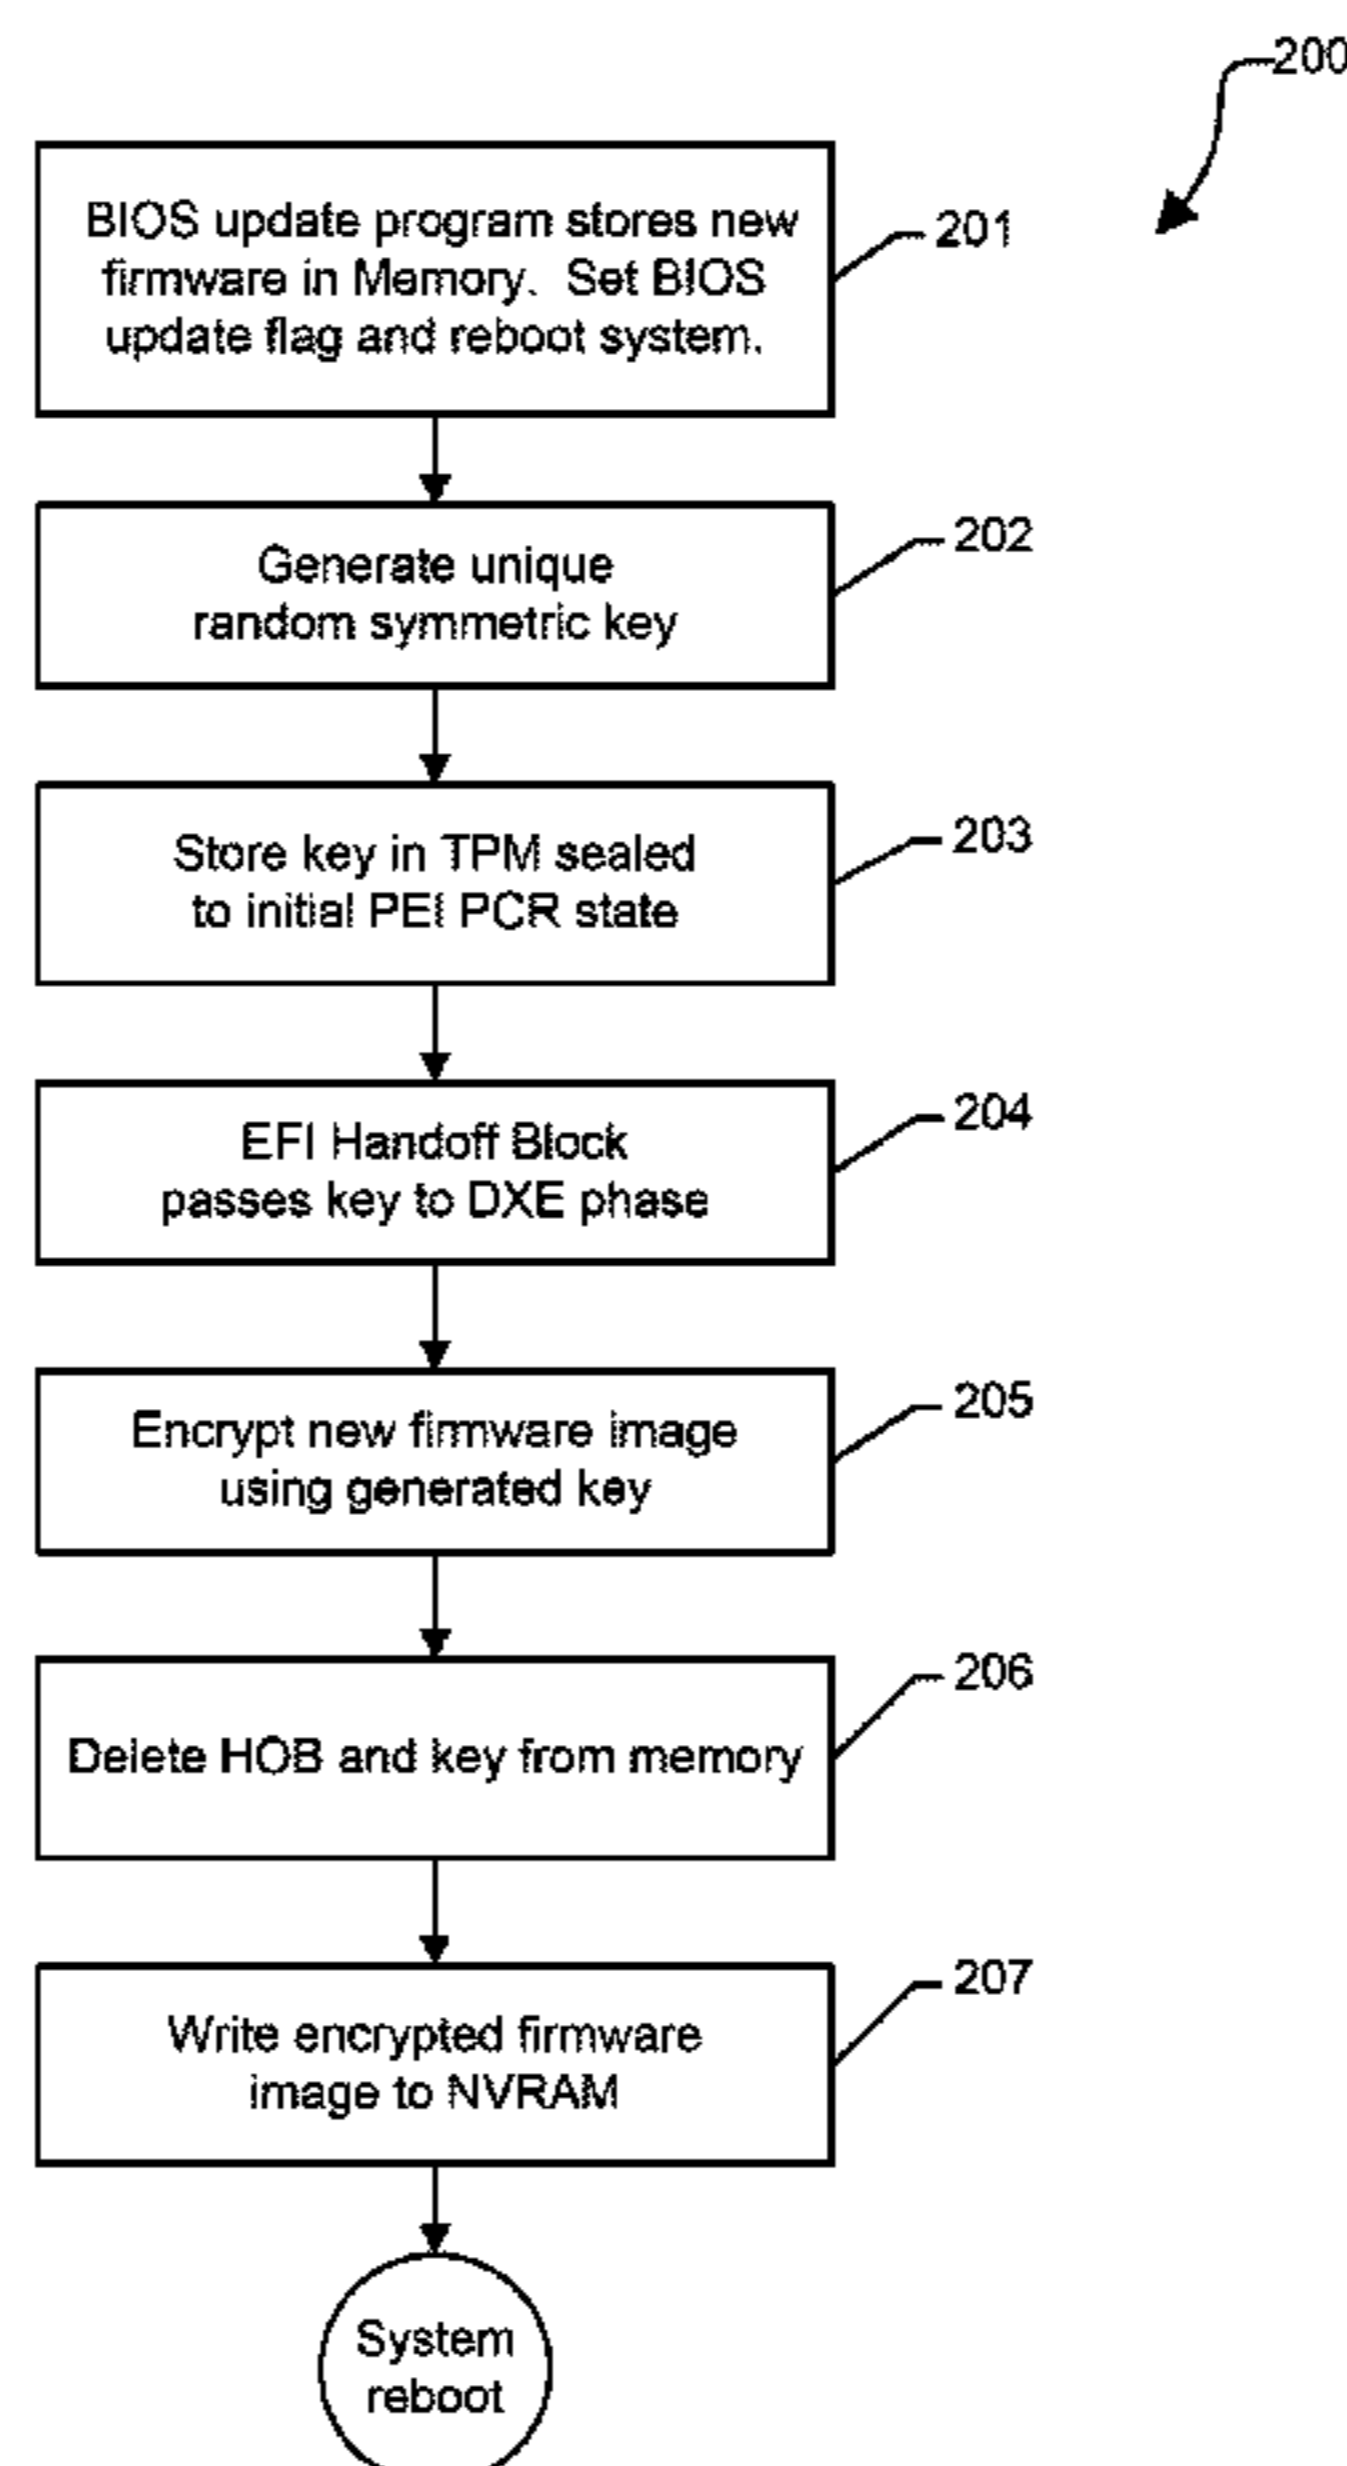 200
BIOS update program stores new
firmware in Memory. Set BIOS
update flag and reboot system.
201
Generate unique
random symmetric key
202
Store key in TPM sealed
to initial PEI PCR state
203
EFI Handoff Block
passes key to DXE phase
204
Encrypt new firmware image
using generated key
205
Delete HOB and key from memory
206
Write encrypted firmware
image to NVRAM
207
System
reboot